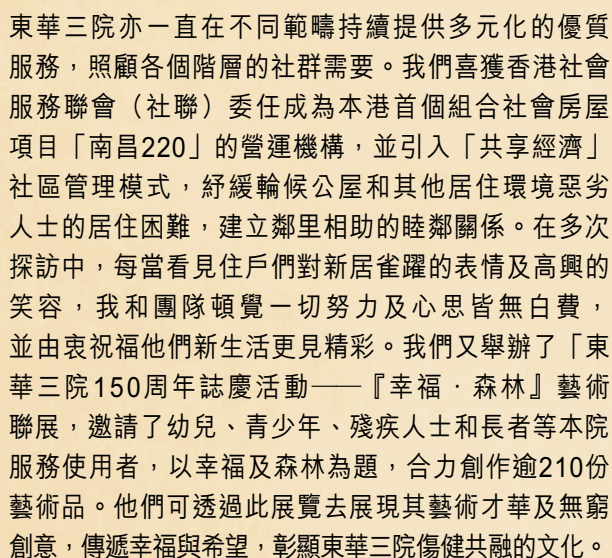 東華三院亦一直在不同範疇持續提供多元化的優質
服務，照顧各個階層的社群需要。我們喜獲香港社會
服務聯會（社聯）委任成為本港首個組合社會房屋
項目「南昌220」的營運機構，並引入「共享經濟」
社區管理模式，紓緩輪候公屋和其他居住環境惡劣
人士的居住困難，建立鄰里相助的睦鄰關係。在多次
探訪中，每當看見住戶們對新居雀躍的表情及高興的
笑容，我和團隊頓覺一切努力及心思皆無白費，
並由衷祝福他們新生活更見精彩。我們又舉辦了「東
華三院150周年誌慶活動——『幸福．森林』藝術
聯展，邀請了幼兒、青少年、殘疾人士和長者等本院
服務使用者，以幸福及森林為題，合力創作逾210份
藝術品。他們可透過此展覽去展現其藝術才華及無窮
創意，傳遞幸福與希望，彰顯東華三院傷健共融的文化。